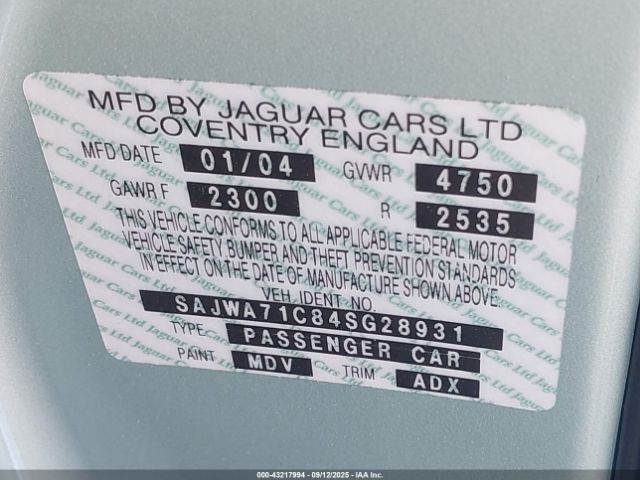 MFD BY JAGUAR CARS LTD
COVENTRY ENGLAND
MFD DATE 01/04 GVWR 4750
GAWR F 2300 R 2535
THIS VEHICLE CONFORMS TO ALL APPLICABLE FEDERAL MOTOR
VEHICLE SAFETY BUMPER AND THEFT PREVENTION STANDARDS
IN EFFECT ON THE DATE OF MANUFACTURE SHOWN ABOVE.
VEH. IDENT NO.
SAJWA71C84SG28931
TYPE PASSENGER CAR
PAINT MDV TRIM ADX
000-43217994 - 09/12/2025 - IAA Inc.